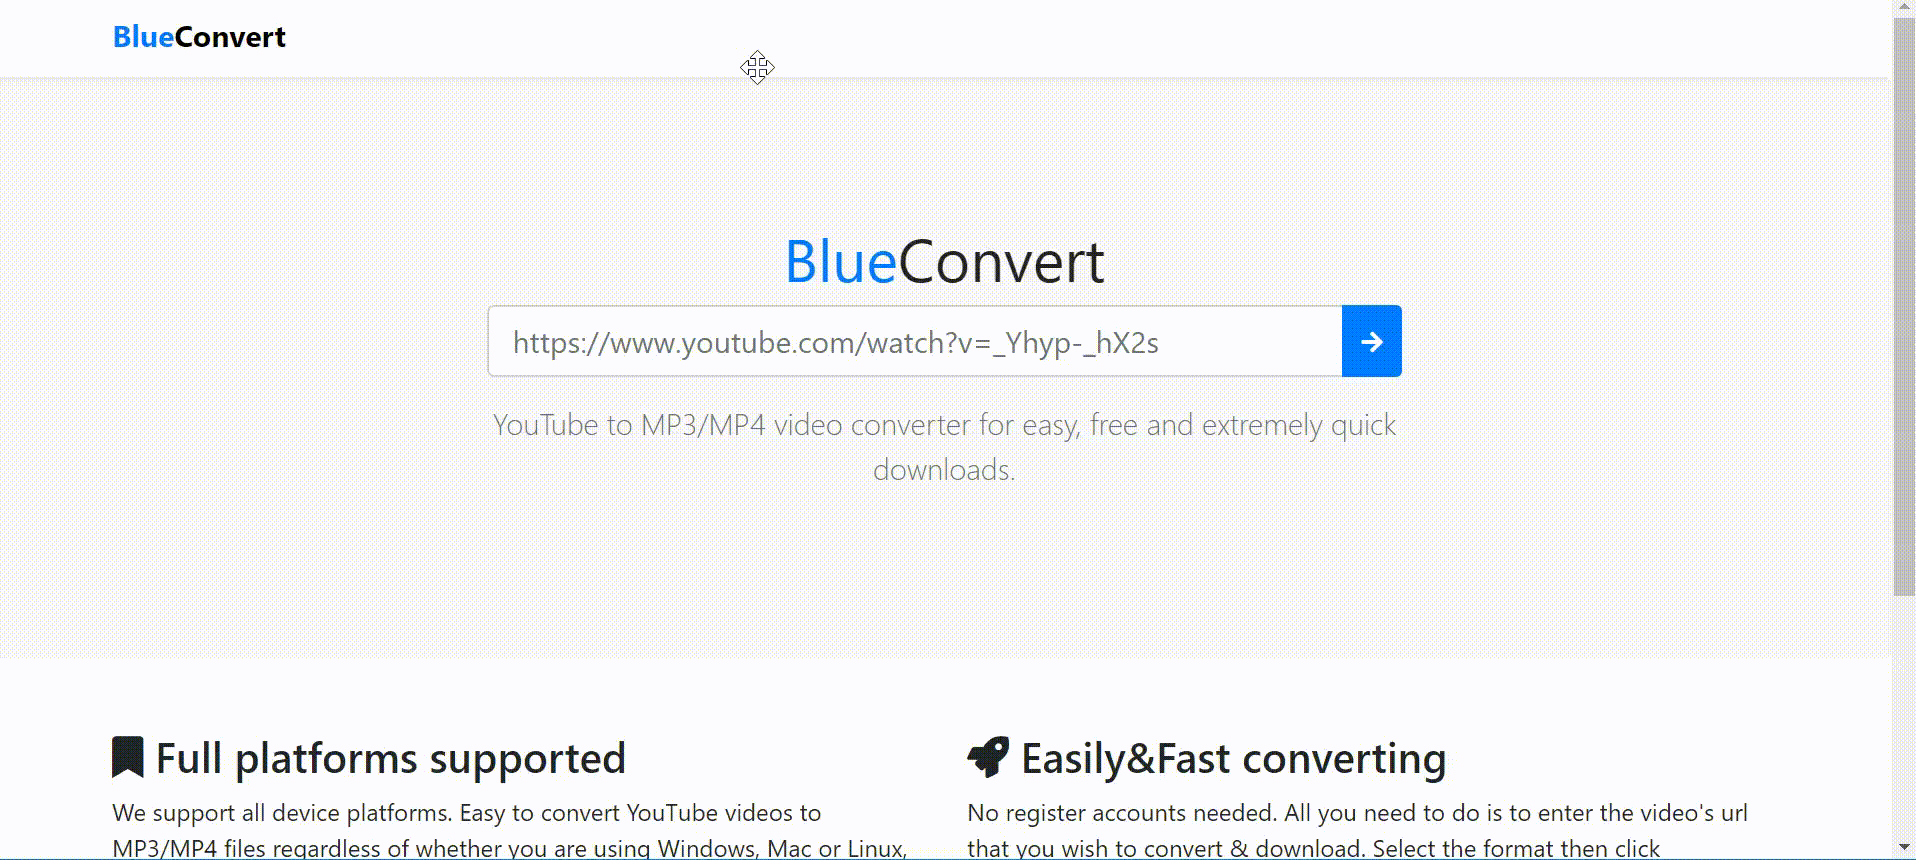 BlueConvert
BlueConvert
https://www.youtube.com/watch?v=_Yhyp-_hX2s
YouTube to MP3/MP4 video converter for easy, free and extremely quick
downloads.
Full platforms supported
We support all device platforms. Easy to convert YouTube videos to
MP3/MP4 files regardless of whether you are using Windows, Mac or Linux,
Easily&Fast converting
No register accounts needed. All you need to do is to enter the video's url
that you wish to convert & download. Select the format then click